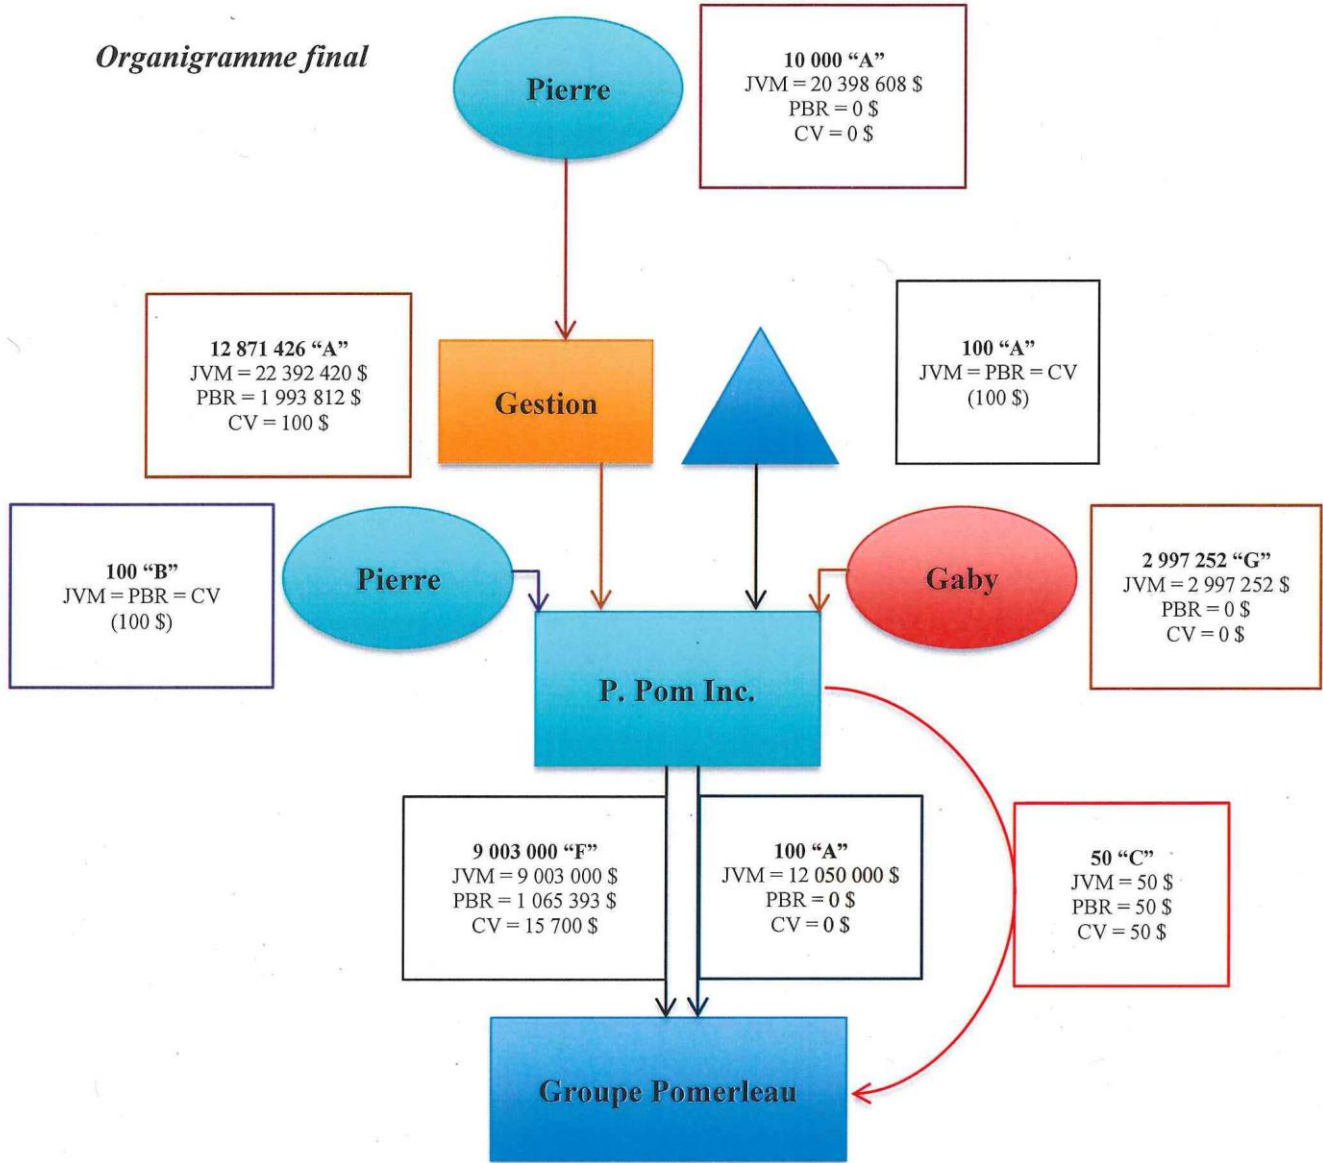 Organigramme final
Pierre
10 000 “A”
JVM = 20 398 608 $
PBR = 0 $
CV = 0 $
12 871 426 “A”
JVM = 22 392 420 $
PBR = 1 993 812 $
CV = 100 $
Gestion
100 “A”
JVM = PBR = CV
(100 $)
100 “B”
JVM = PBR = CV
(100 $)
Pierre
Gaby
2 997 252 “G”
JVM = 2 997 252 $
PBR = 0 $
CV = 0 $
P. Pom Inc.
9 003 000 “F”
JVM = 9 003 000 $
PBR = 1 065 393 $
CV = 15 700 $
100 “A”
JVM = 12 050 000 $
PBR = 0 $
CV = 0 $
50 “C”
JVM = 50 $
PBR = 50 $
CV = 50 $
Groupe Pomerleau